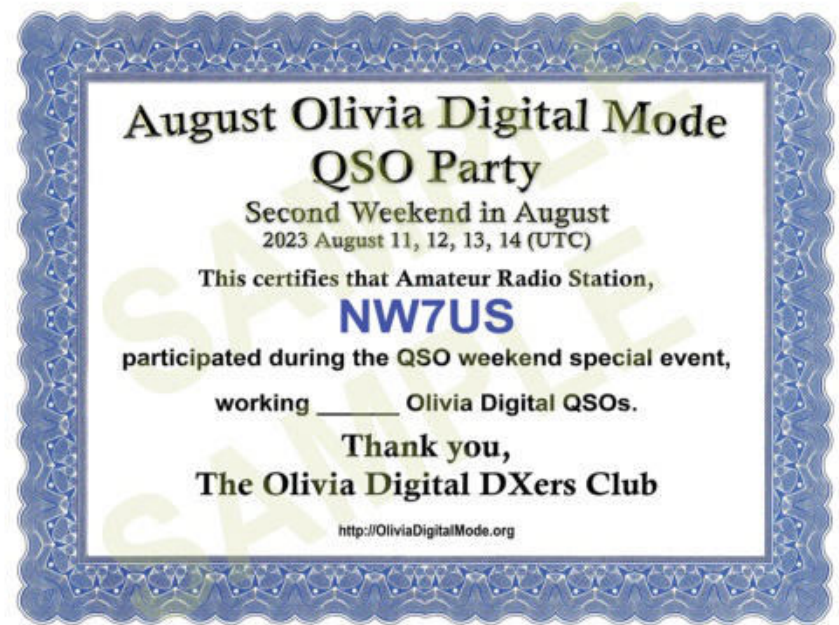 August Olivia Digital Mode
QSO Party
Second Weekend in August
2023 August 11, 12, 13, 14 (UTC)
This certifies that Amateur Radio Station,
NW7US
participated during the QSO weekend special event,
working ______ Olivia Digital QSOs.
Thank you,
The Olivia Digital DXers Club
http://OliviaDigitalMode.org
SAMPLE
SAMPLE